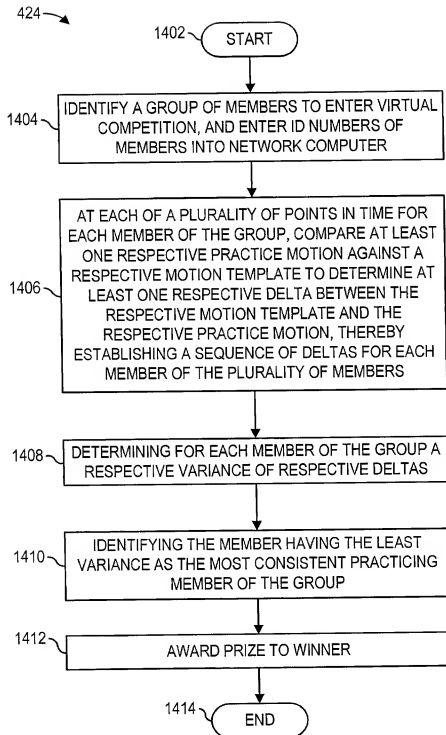 424
1402
START
IDENTIFY A GROUP OF MEMBERS TO ENTER VIRTUAL
1404
COMPETITION, AND ENTER ID NUMBERS OF
MEMBERS INTO NETWORK COMPUTER
AT EACH OF A PLURALITY OF POINTS IN TIME FOR
EACH MEMBER OF THE GROUP, COMPARE AT LEAST
ONE RESPECTIVE PRACTICE MOTION AGAINST A
RESPECTIVE MOTION TEMPLATE TO DETERMINE AT
1406
LEAST ONE RESPECTIVE DELTA BETWEEN THE
RESPECTIVE MOTION TEMPLATE AND THE
RESPECTIVE PRACTICE MOTION, THEREBY
ESTABLISHING A SEQUENCE OF DELTAS FOR EACH
MEMBER OF THE PLURALITY OF MEMBERS
1408
DETERMINING FOR EACH MEMBER OF THE GROUP A
RESPECTIVE VARIANCE OF RESPECTIVE DELTAS
1410
IDENTIFYING THE MEMBER HAVING THE LEAST
VARIANCE AS THE MOST CONSISTENT PRACTICING
MEMBER OF THE GROUP
1412
AWARD PRIZE TO WINNER
1414
END